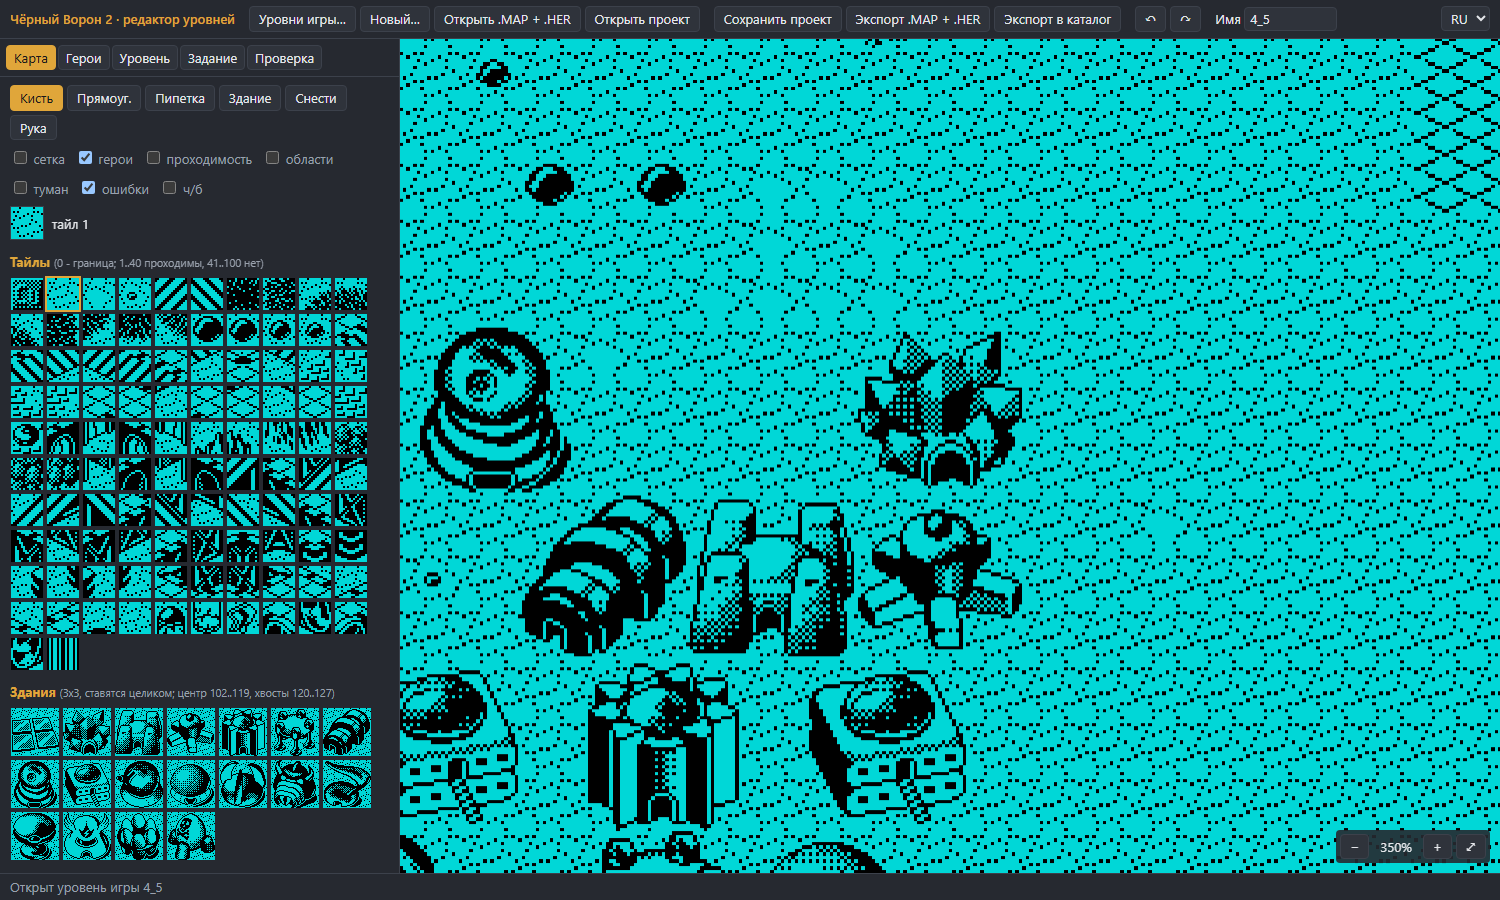 Чёрный Ворон 2 · редактор уровней Уровни игры... Новый... Открыть .MAP + .HER Открыть проект Сохранить проект Экспорт .MAP + .HER Экспорт в каталог Имя 4_5 RU
Карта Герои Уровень Задание Проверка
Кисть Прямоуг. Пипетка Здание Снести
Рука
сетка герои проходимость области
туман ошибки ч/б
тайл 1
Тайлы (0 - граница; 1..40 проходимы, 41..100 нет)
Здания (3x3, ставятся целиком; центр 102..119, хвосты 120..127)
− 350% +
Открыт уровень игры 4_5